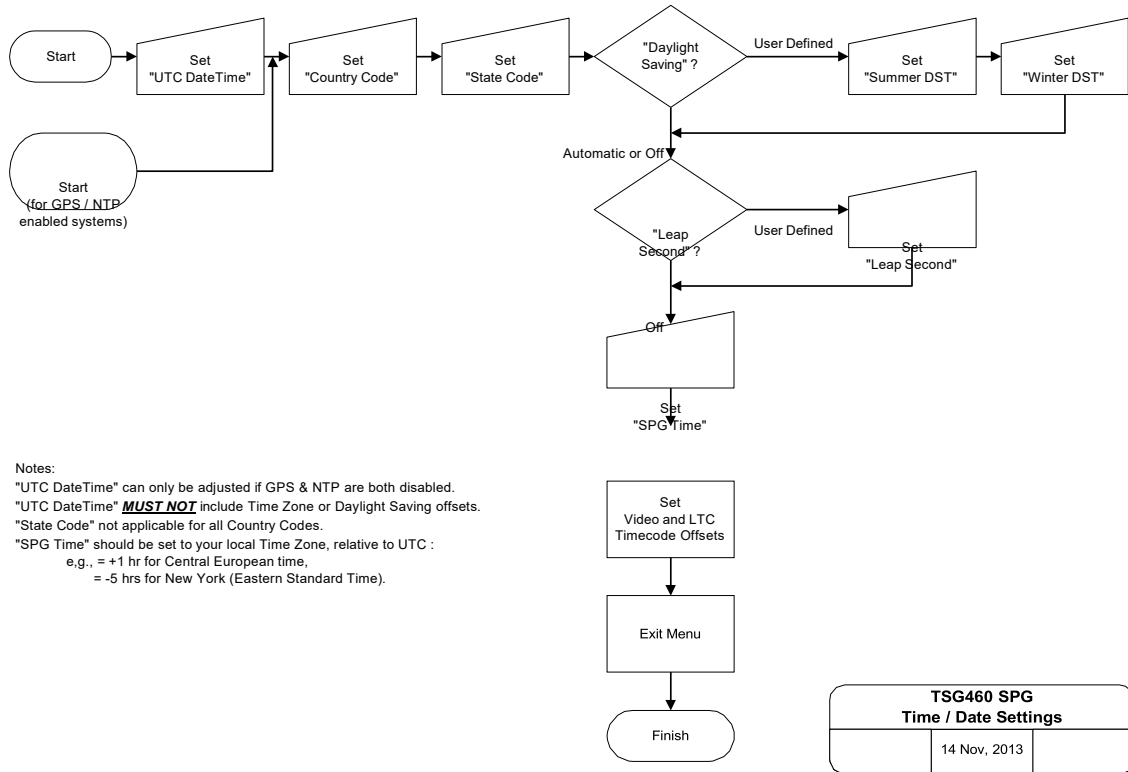 Start
Set
"UTC DateTime"
Set
"Country Code"
Set
"State Code"
"Daylight
Saving" ?
User Defined
Set
"Summer DST"
Set
"Winter DST"
Start
(for GPS / NTP
enabled systems)
Automatic or Off
"Leap
Second" ?
User Defined
Set
"Leap Second"
Off
Set
"SPG Time"
Notes:
"UTC DateTime" can only be adjusted if GPS & NTP are both disabled.
"UTC DateTime" MUST NOT include Time Zone or Daylight Saving offsets.
"State Code" not applicable for all Country Codes.
"SPG Time" should be set to your local Time Zone, relative to UTC :
e,g., = +1 hr for Central European time,
= -5 hrs for New York (Eastern Standard Time).
Set
Video and LTC
Timecode Offsets
Exit Menu
Finish
TSG460 SPG
Time / Date Settings
14 Nov, 2013